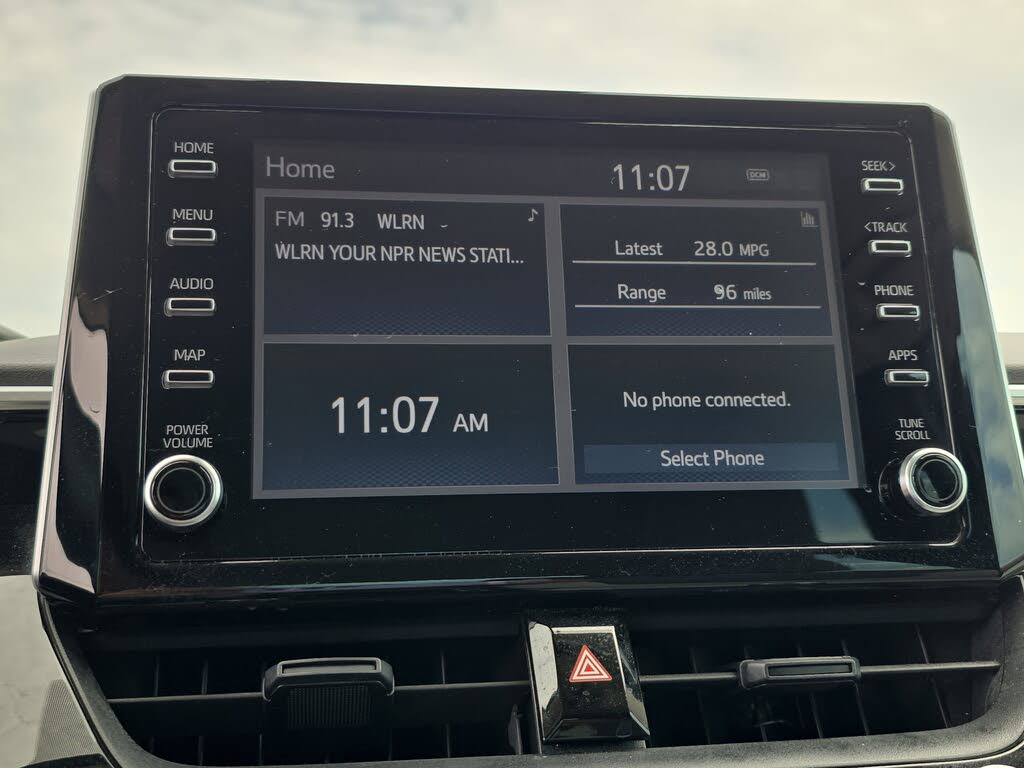 HOME
MENU
AUDIO
MAP
POWER
VOLUME
Home
11:07
DCM
FM 91.3 WLRN
WLRN YOUR NPR NEWS STATI...
Latest 28.0 MPG
Range 96 miles
11:07 AM
No phone connected.
Select Phone
SEEK >
< TRACK
PHONE
APPS
TUNE
SCROLL